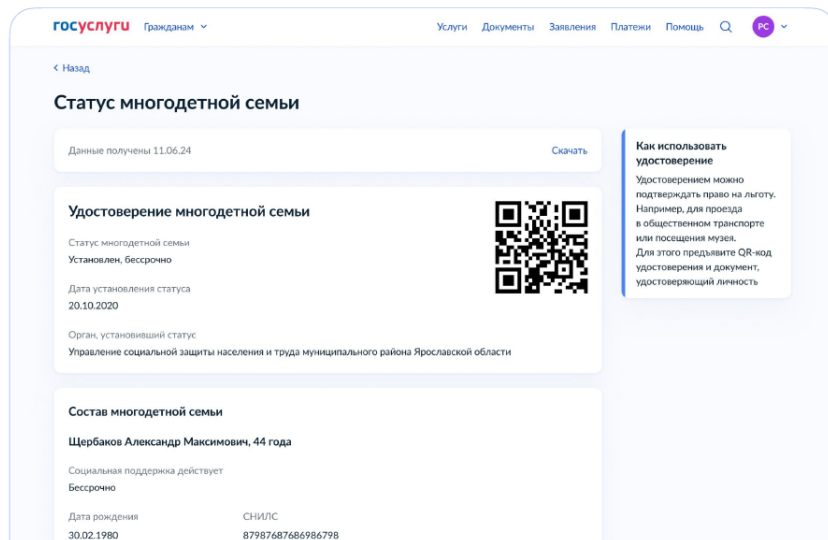 госуслуги Гражданам Услуги Документы Заявления Платежи Помощь РС
Назад
Статус многодетной семьи
Данные получены 11.06.24 Скачать
Удостоверение многодетной семьи
Статус многодетной семьи
Установлен, бессрочно
Дата установления статуса
20.10.2020
Орган, установивший статус
Управление социальной защиты населения и труда муниципального района Ярославской области
Состав многодетной семьи
Щербаков Александр Максимович, 44 года
Социальная поддержка действует
Бессрочно
Дата рождения СНИЛС
30.02.1980 87987687686986798
Как использовать
удостоверение
Удостоверением можно
подтверждать право на льготу.
Например, для проезда
в общественном транспорте
или посещения музея.
Для этого предъявите QR-код
удостоверения и документ,
удостоверяющий личность